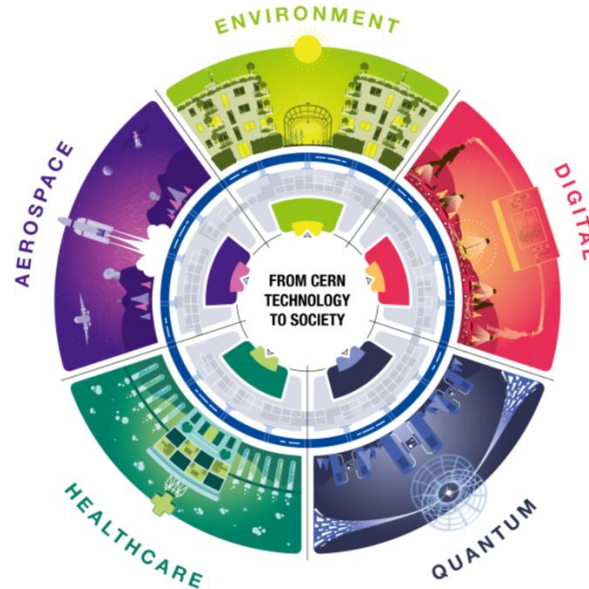 ENVIRONMENT
AEROSPACE
DIGITAL
FROM CERN
TECHNOLOGY
TO SOCIETY
HEALTHCARE
QUANTUM